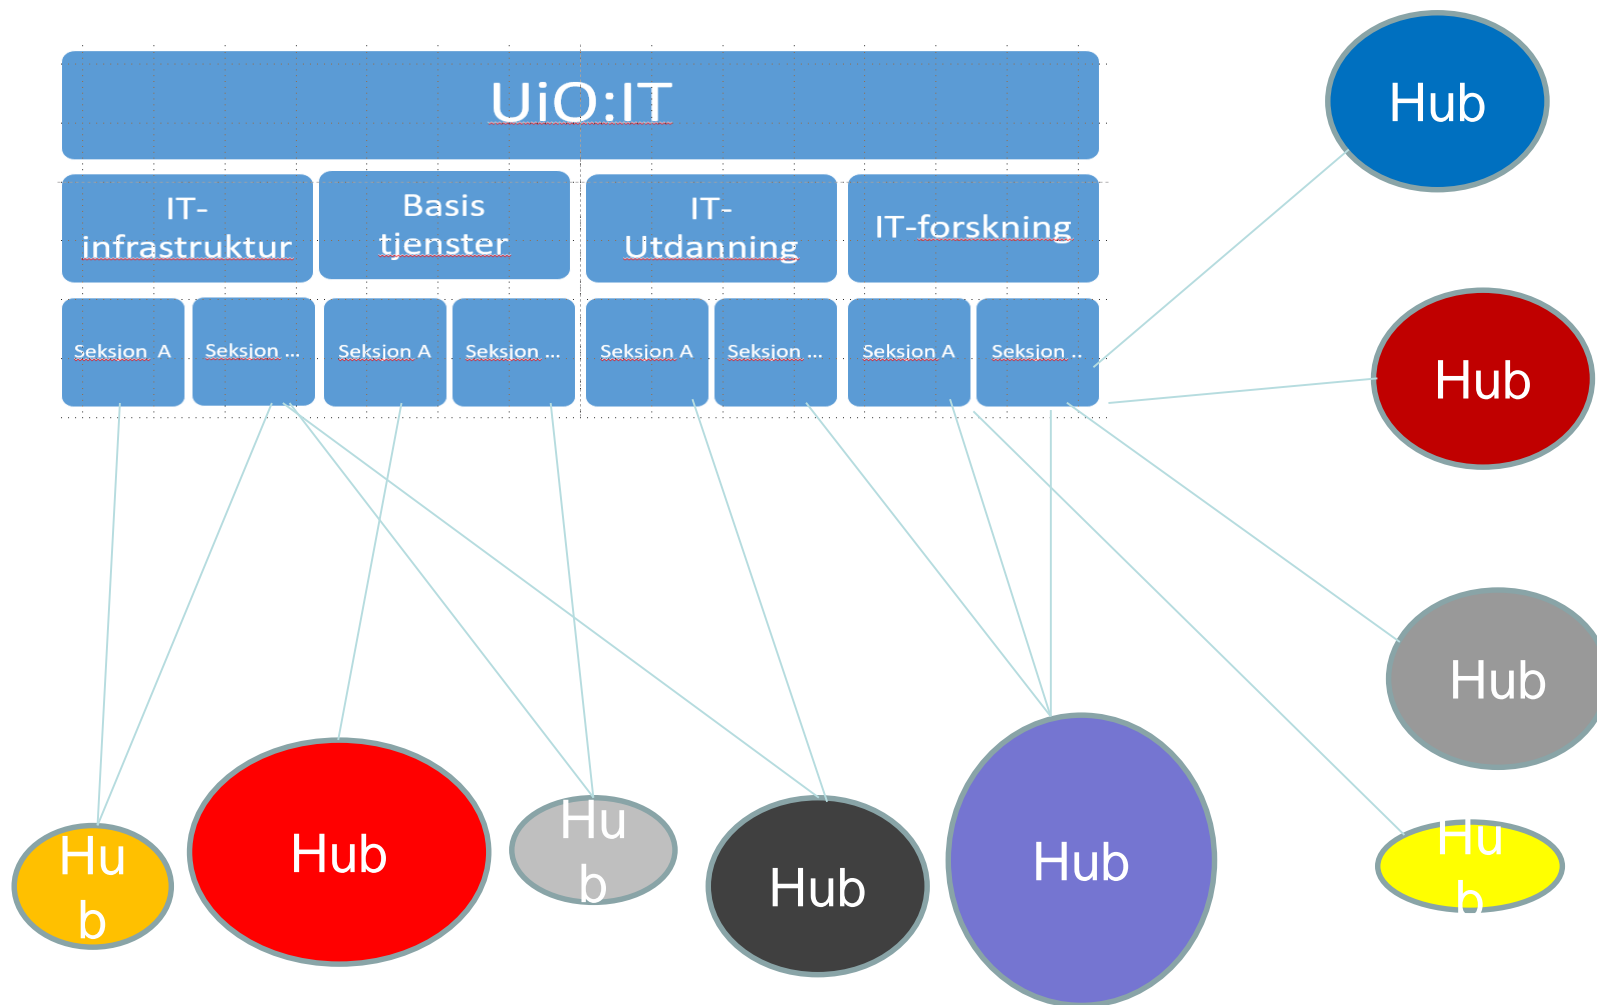 UiO:IT
IT-
infrastruktur
Basis
tjenster
IT-
Utdanning
IT-forskning
Seksjon A
Seksjon ...
Seksjon A
Seksjon ...
Seksjon A
Seksjon ...
Seksjon A
Seksjon ..
Hub
Hub
Hub
Hu
b
Hu
b
Hub
Hu
b
Hub
Hub